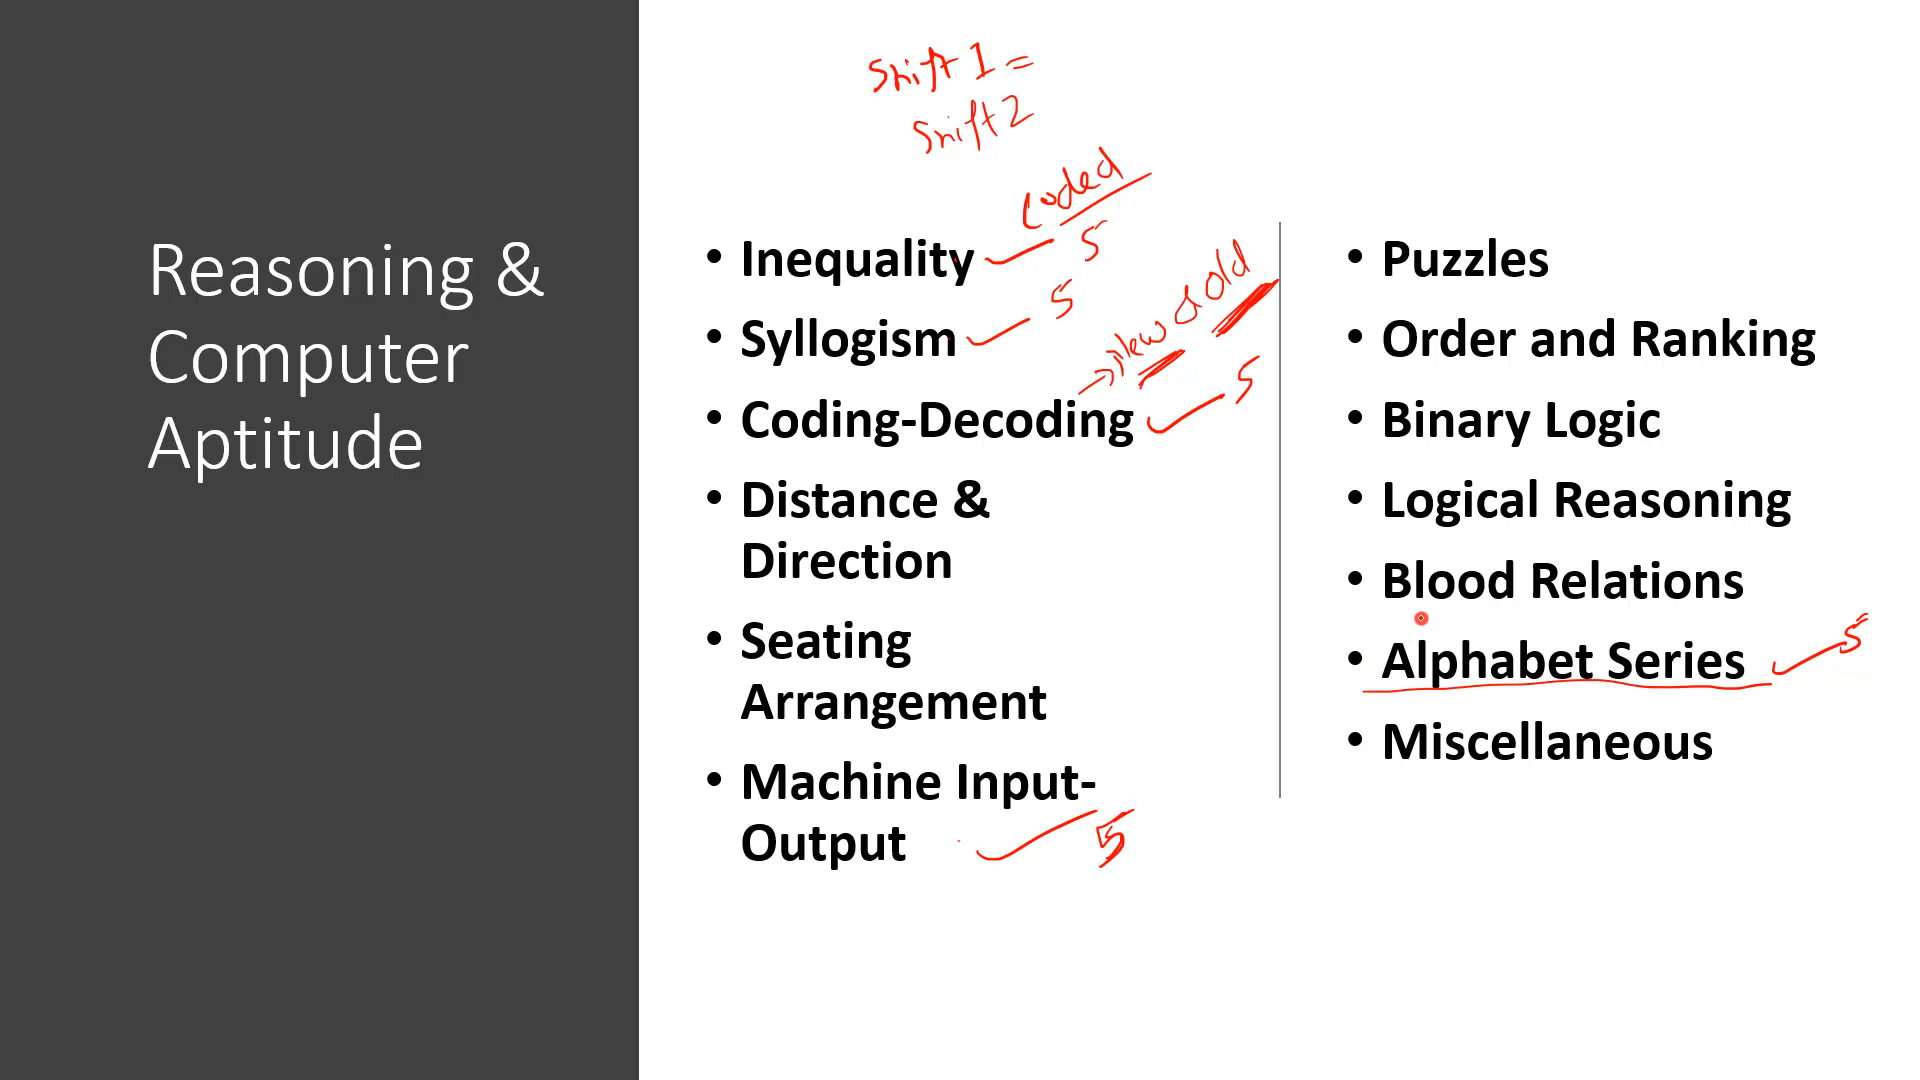 Reasoning &
Computer
Aptitude
Shift 1 =
Shift 2
Coded
• Inequality 5
• Syllogism 5
→ New & old
• Coding-Decoding 5
• Distance &
Direction
• Seating
Arrangement
• Machine Input-
Output 5
• Puzzles
• Order and Ranking
• Binary Logic
• Logical Reasoning
• Blood Relations
• Alphabet Series 5
• Miscellaneous